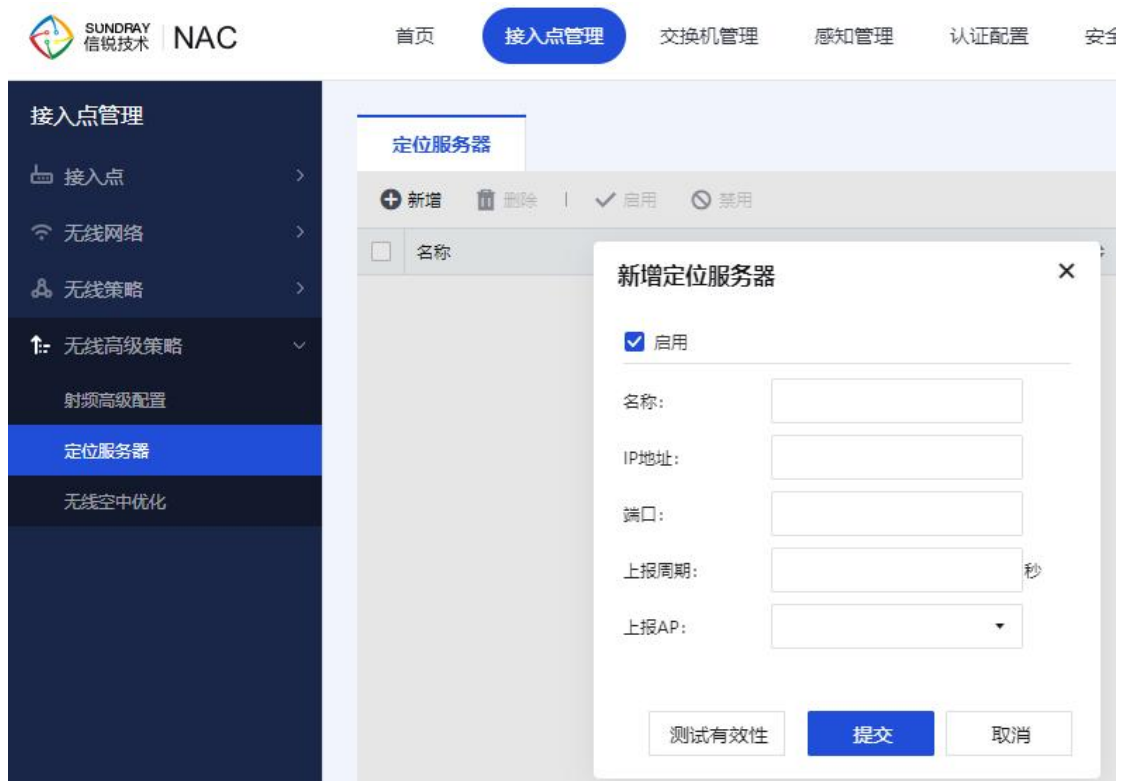 SUNDRAY
信锐技术
NAC
首页
接入点管理
交换机管理
感知管理
认证配置
安全
接入点管理
接入点
无线网络
无线策略
无线高级策略
射频高级配置
定位服务器
无线空中优化
定位服务器
新增
删除
启用
禁用
名称
新增定位服务器
启用
名称:
IP地址:
端口:
上报周期:
秒
上报AP:
测试有效性
提交
取消